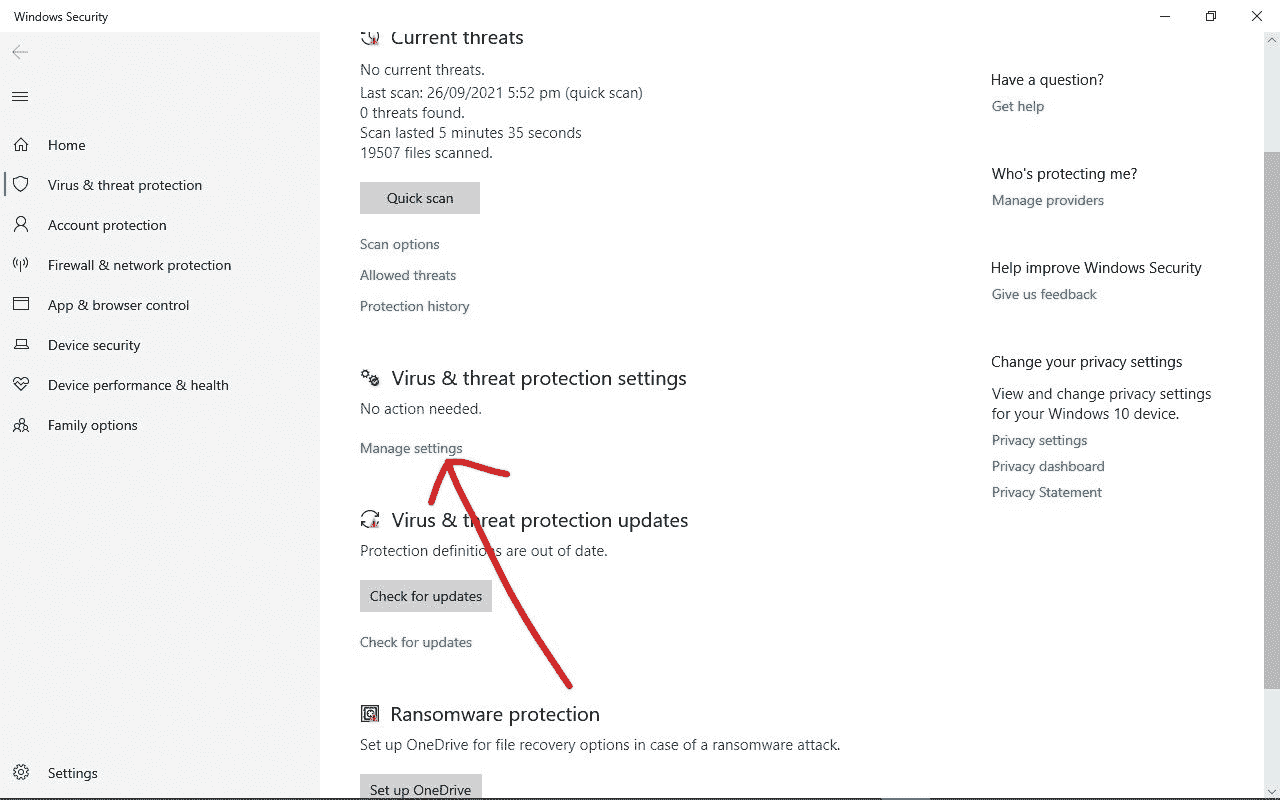 Windows Security
Home
Virus & threat protection
Account protection
Firewall & network protection
App & browser control
Device security
Device performance & health
Family options
Settings
Current threats
No current threats.
Last scan: 26/09/2021 5:52 pm (quick scan)
0 threats found.
Scan lasted 5 minutes 35 seconds
19507 files scanned.
Quick scan
Scan options
Allowed threats
Protection history
Virus & threat protection settings
No action needed.
Manage settings
Virus & threat protection updates
Protection definitions are out of date.
Check for updates
Check for updates
Ransomware protection
Set up OneDrive for file recovery options in case of a ransomware attack.
Set up OneDrive
Have a question?
Get help
Who's protecting me?
Manage providers
Help improve Windows Security
Give us feedback
Change your privacy settings
View and change privacy settings
for your Windows 10 device.
Privacy settings
Privacy dashboard
Privacy Statement